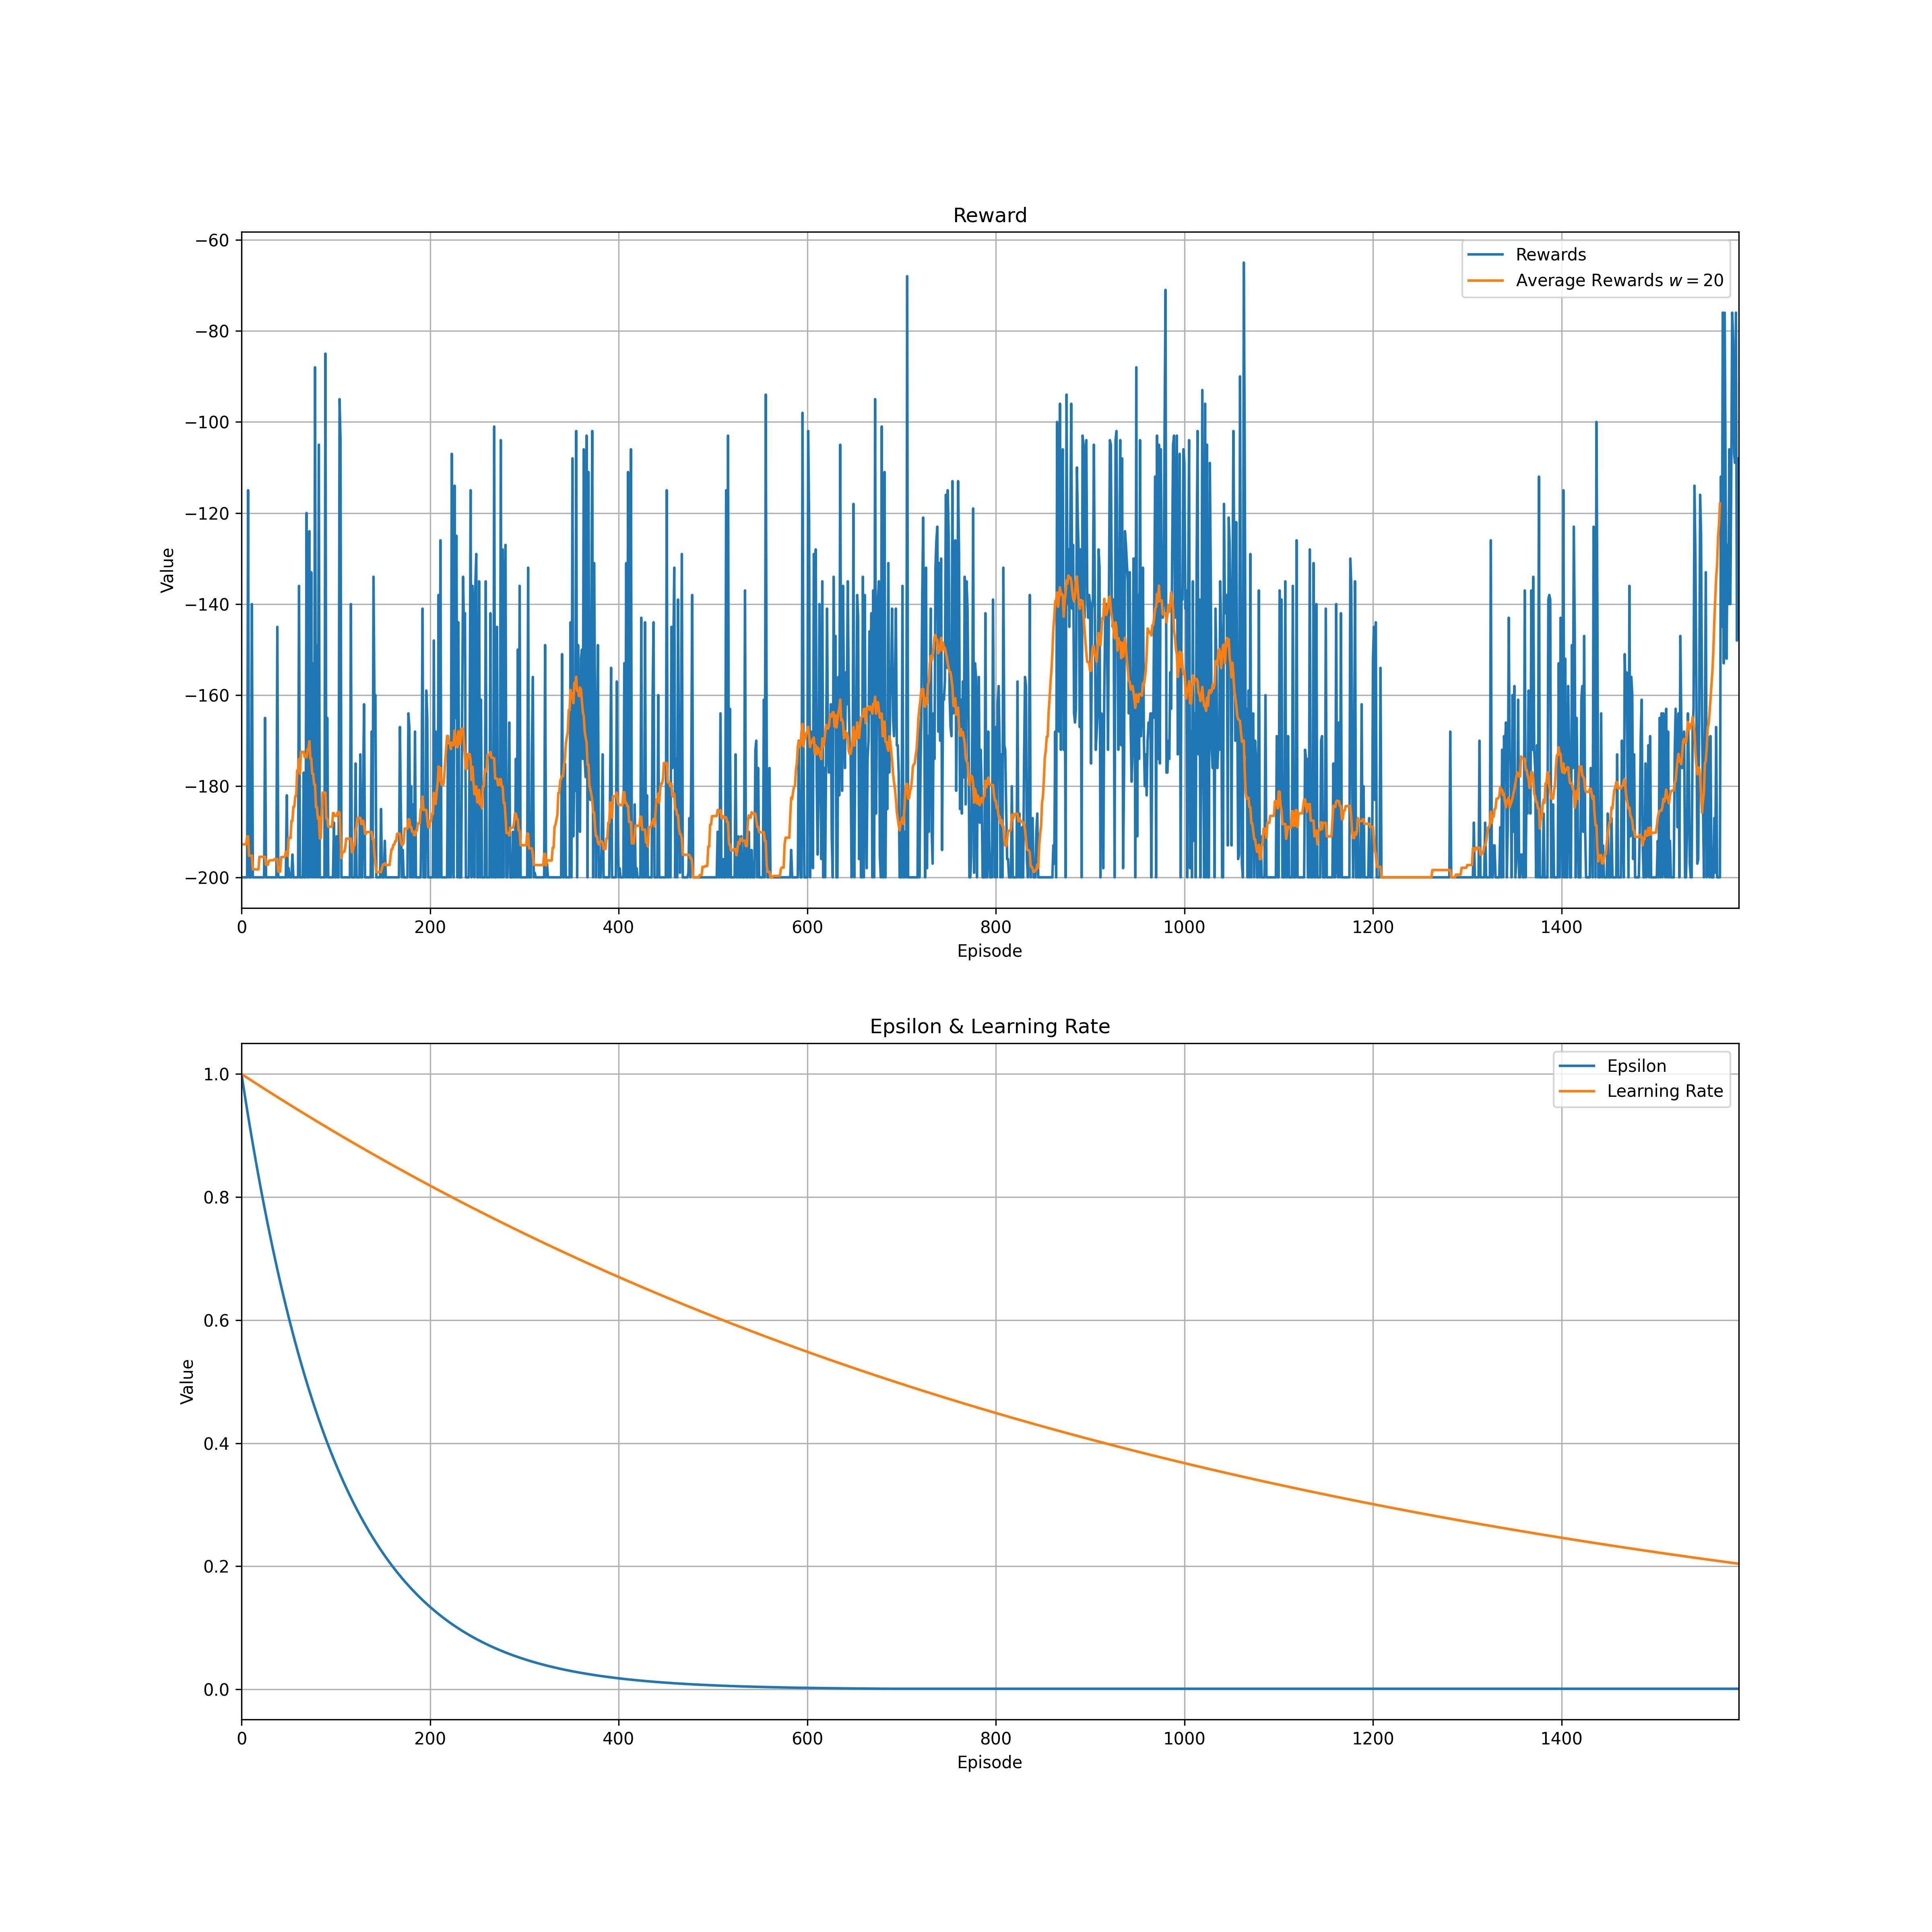 Reward
Value
−60
−80
−100
−120
−140
−160
−180
−200
Rewards
Average Rewards w = 20
0 200 400 600 800 1000 1200 1400
Episode
Epsilon & Learning Rate
Value
1.0
0.8
0.6
0.4
0.2
0.0
Epsilon
Learning Rate
0 200 400 600 800 1000 1200 1400
Episode